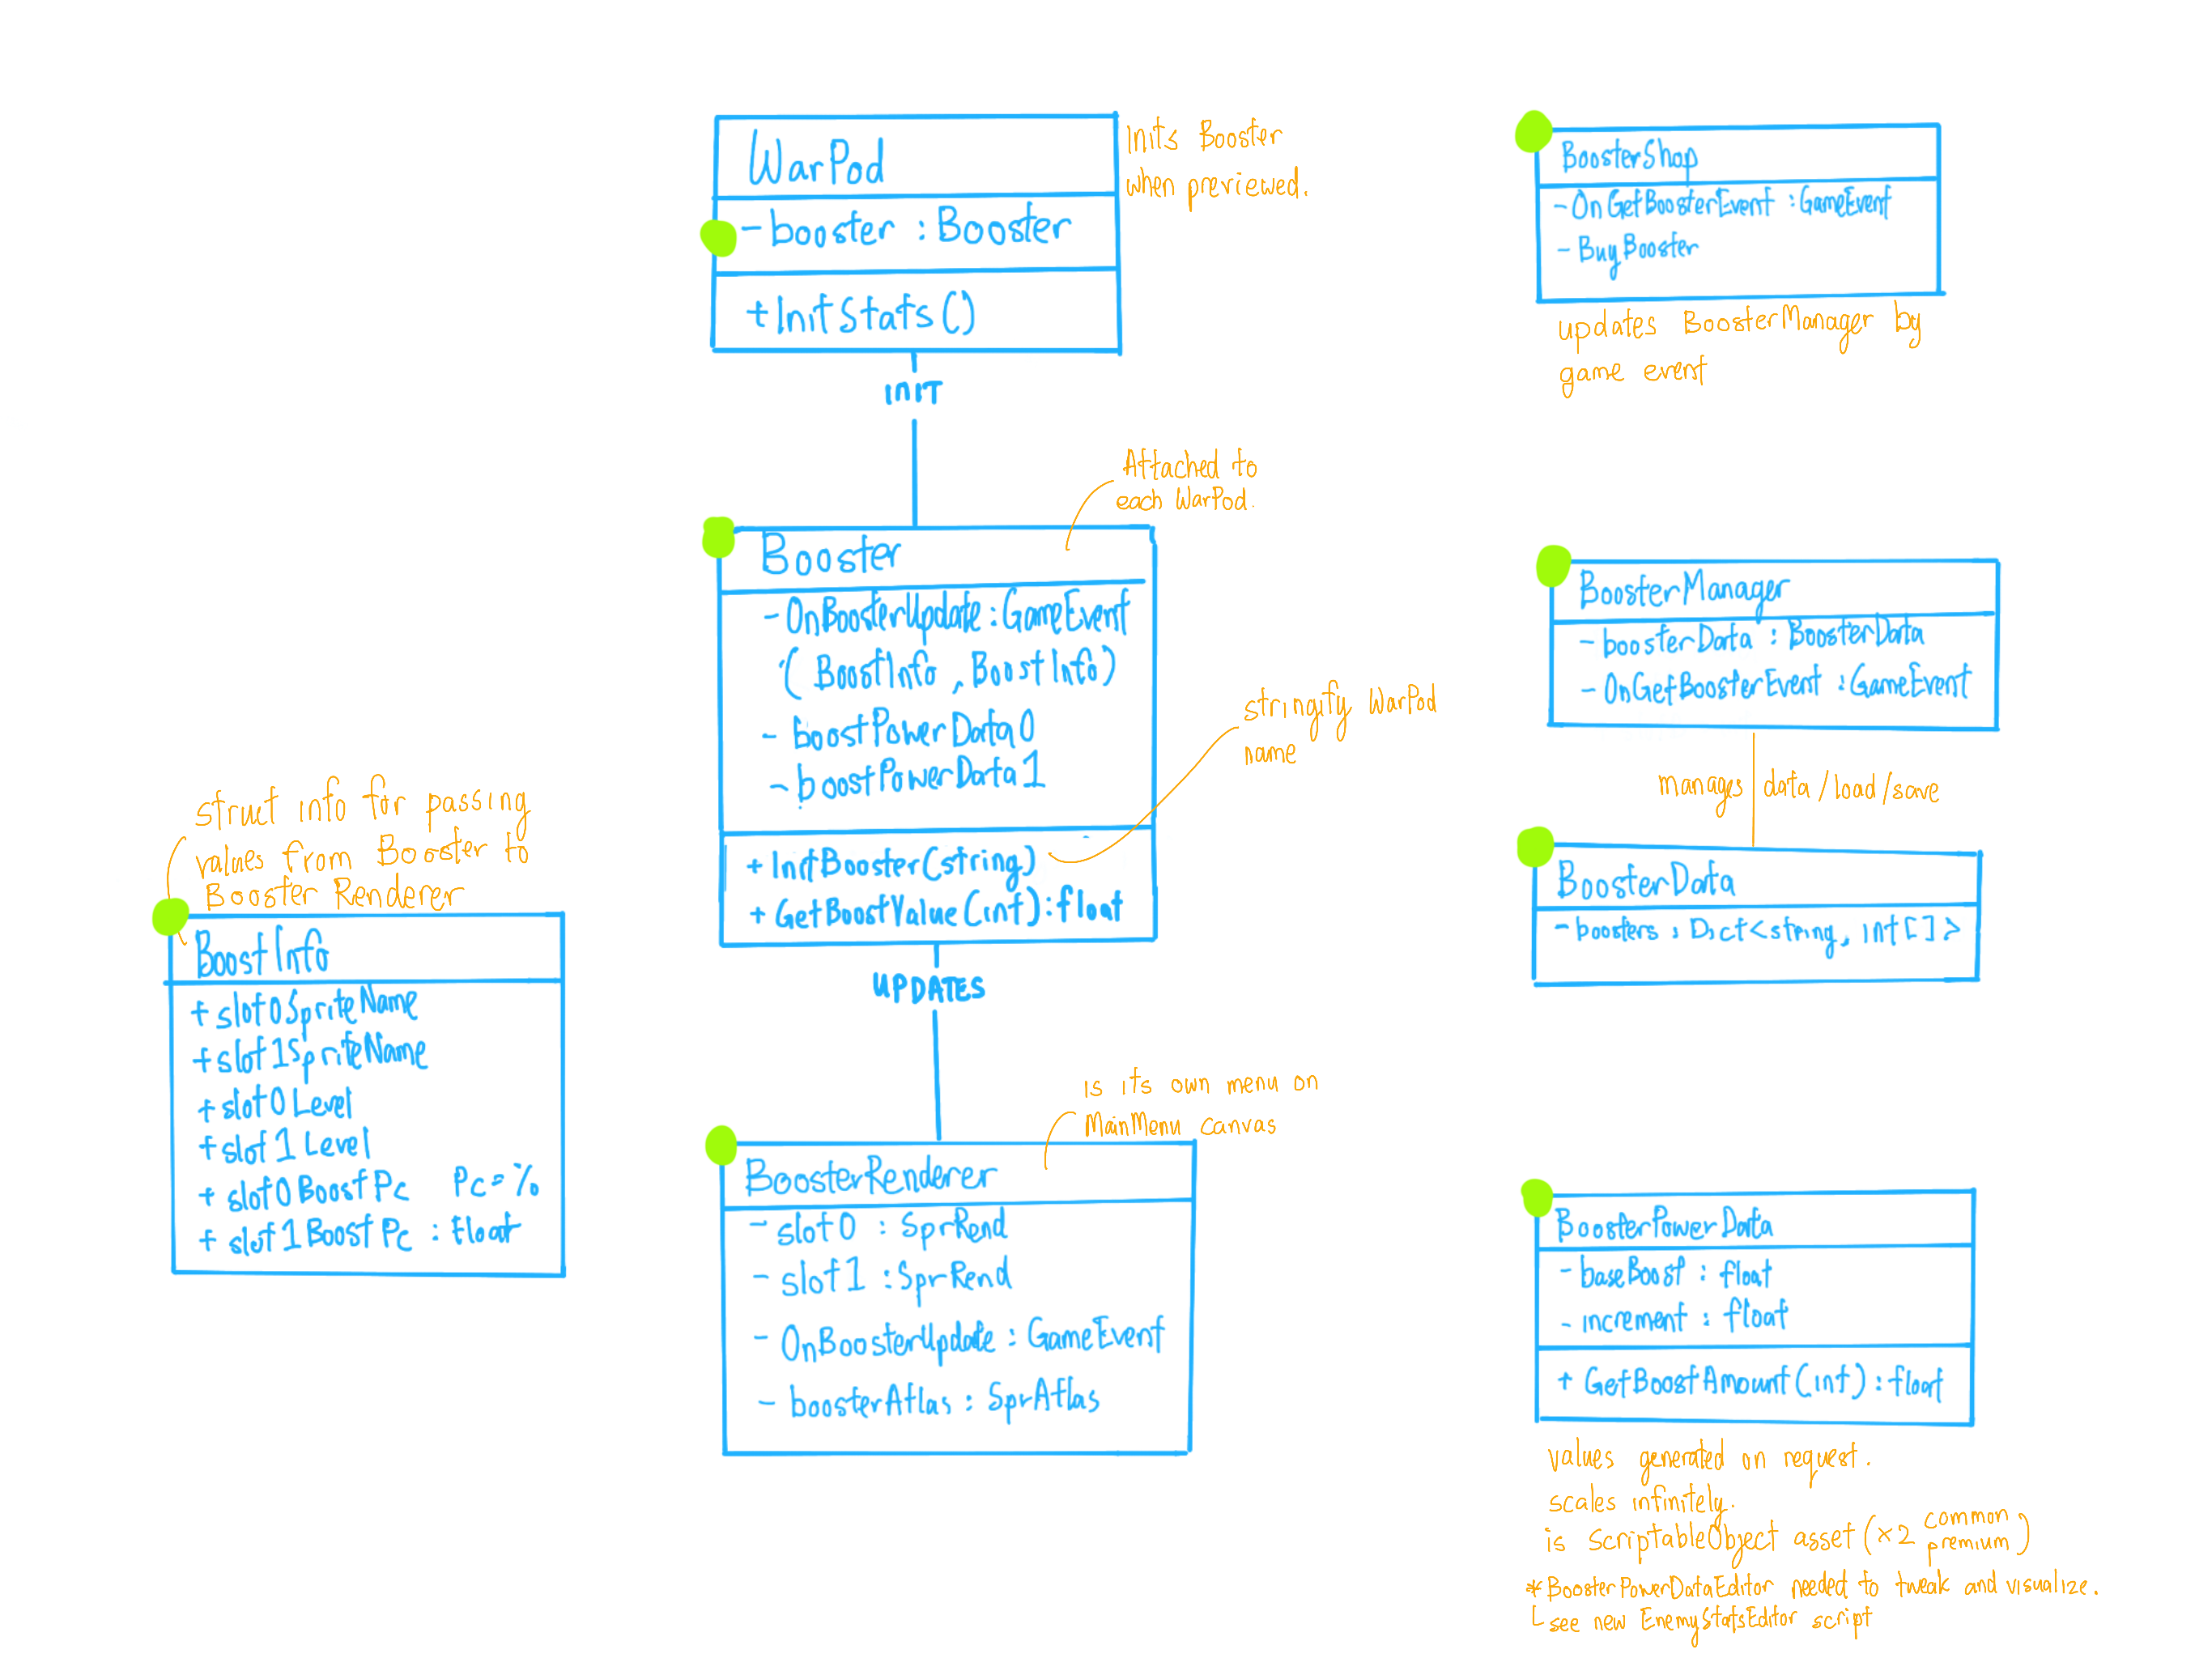 WarPod
- booster : Booster
+ InitStats()
Inits Booster
when previewed.
INIT
Attached to
each WarPod.
Booster
- OnBoosterUpdate : GameEvent
( BoostInfo , BoostInfo )
- boostPowerData0
- boostPowerData1
+ InitBooster(string)
+ GetBoostValue(int) : float
stringify WarPod
name
UPDATES
is its own menu on
MainMenu canvas
BoosterRenderer
- slot0 : SprRend
- slot1 : SprRend
- OnBoosterUpdate : GameEvent
- boosterAtlas : SprAtlas
struct info for passing
values from Booster to
Booster Renderer
BoostInfo
+ slot0SpriteName
+ slot1SpriteName
+ slot0Level
+ slot1Level
+ slot0BoostPc Pc=%
+ slot1BoostPc : float
BoosterShop
- OnGetBoosterEvent : GameEvent
- BuyBooster
updates BoosterManager by
game event
BoosterManager
- boosterData : BoosterData
- OnGetBoosterEvent : GameEvent
manages data/load/save
BoosterData
- boosters : Dict<string, int[]>
BoosterPowerData
- baseBoost : float
- increment : float
+ GetBoostAmount(int) : float
values generated on request.
scales infinitely.
is ScriptableObject asset (x2 common
premium)
* BoosterPowerDataEditor needed to tweak and visualize.
see new EnemyStatsEditor script